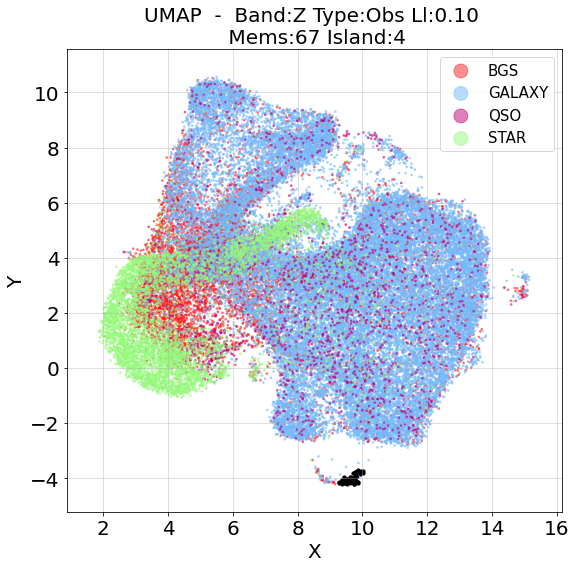 UMAP  -  Band:Z Type:Obs Ll:0.10
Mems:67 Island:4
BGS
GALAXY
QSO
STAR
10
8
6
4
2
0
−2
−4
Y
2 4 6 8 10 12 14 16
X